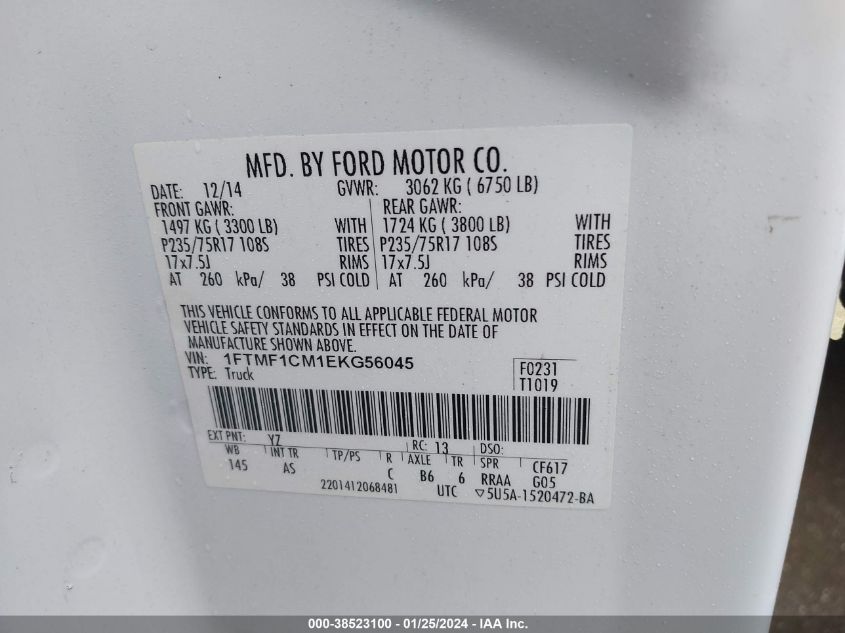 MFD. BY FORD MOTOR CO.
DATE: 12/14 GVWR: 3062 KG ( 6750 LB)
FRONT GAWR: REAR GAWR:
1497 KG ( 3300 LB) WITH 1724 KG ( 3800 LB) WITH
P235/75R17 108S TIRES P235/75R17 108S TIRES
17x7.5J RIMS 17x7.5J RIMS
AT 260 kPa/ 38 PSI COLD AT 260 kPa/ 38 PSI COLD
THIS VEHICLE CONFORMS TO ALL APPLICABLE FEDERAL MOTOR
VEHICLE SAFETY STANDARDS IN EFFECT ON THE DATE OF
MANUFACTURE SHOWN ABOVE.
VIN: 1FTMF1CM1EKG56045 F0231
TYPE: Truck T1019
EXT PNT: YZ RC: 13 DSO:
WB INT TR TP/PS R AXLE TR SPR CF617
145 AS C B6 6 RRAA G05
2201412068481 UTC ▽5U5A-1520472-BA
000-38523100 - 01/25/2024 - IAA Inc.